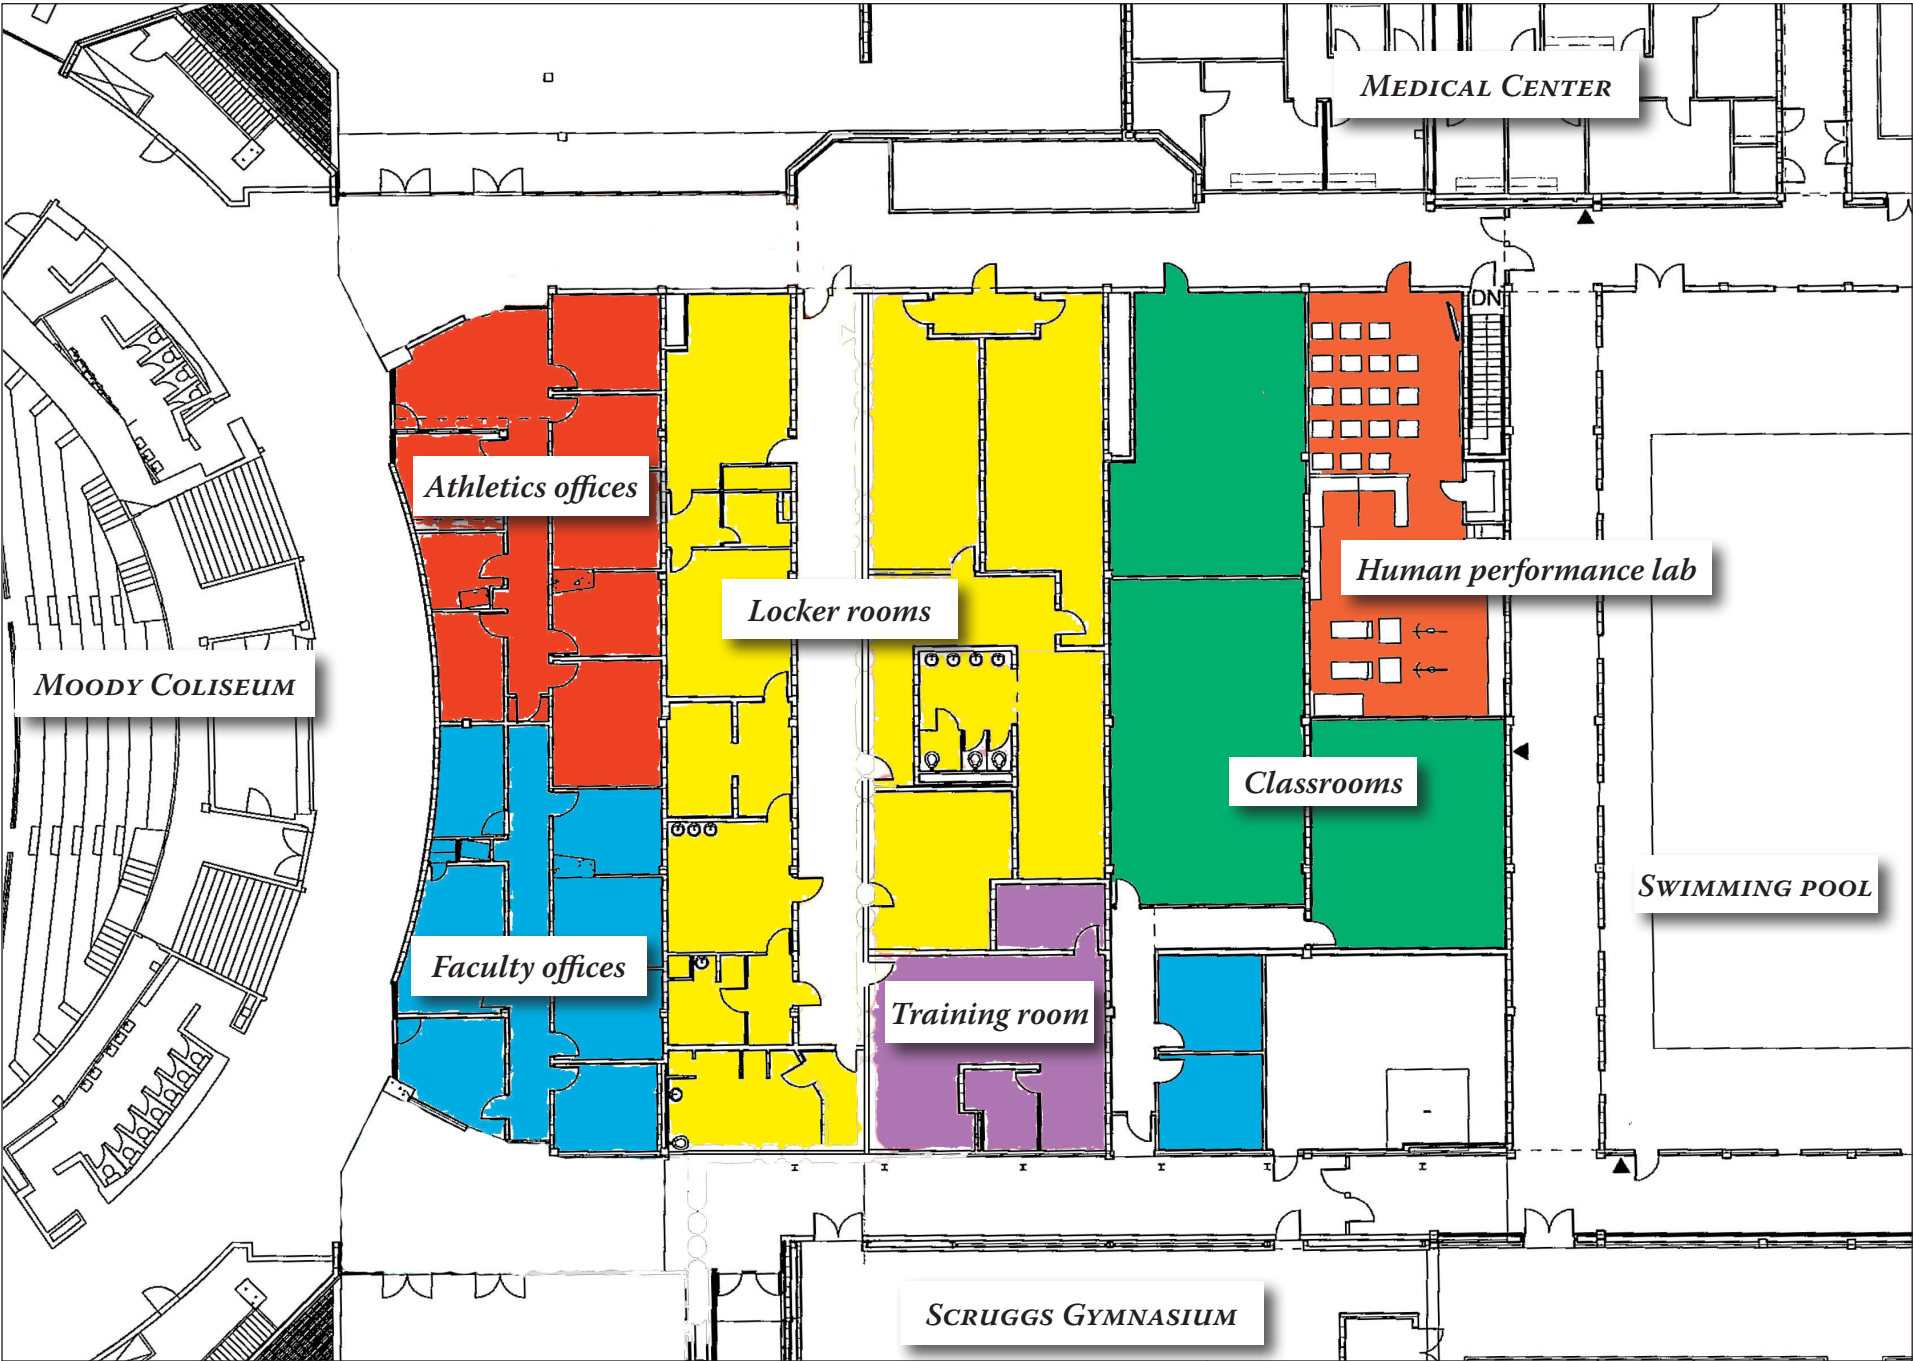 MEDICAL CENTER
DN
Athletics offices
Human performance lab
Locker rooms
MOODY COLISEUM
Classrooms
SWIMMING POOL
Faculty offices
Training room
SCRUGGS GYMNASIUM